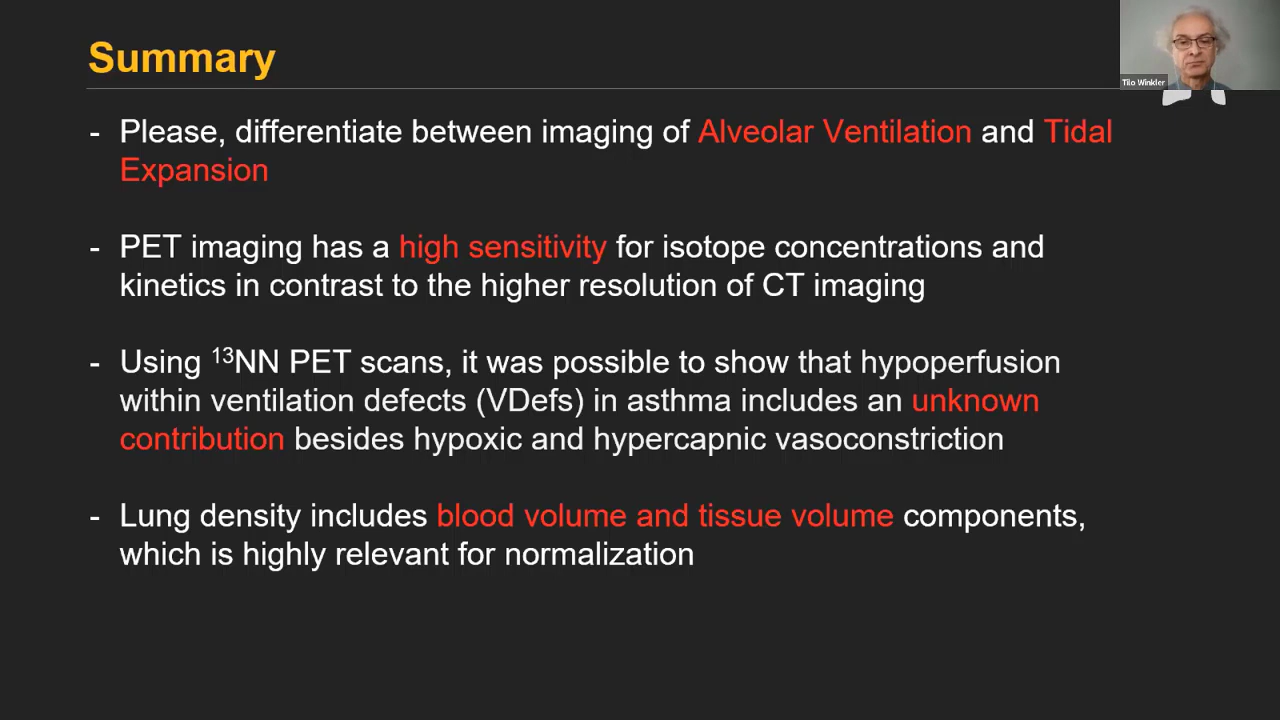 Summary
Tilo Winkler
- Please, differentiate between imaging of Alveolar Ventilation and Tidal
Expansion
- PET imaging has a high sensitivity for isotope concentrations and
kinetics in contrast to the higher resolution of CT imaging
- Using ¹³NN PET scans, it was possible to show that hypoperfusion
within ventilation defects (VDefs) in asthma includes an unknown
contribution besides hypoxic and hypercapnic vasoconstriction
- Lung density includes blood volume and tissue volume components,
which is highly relevant for normalization